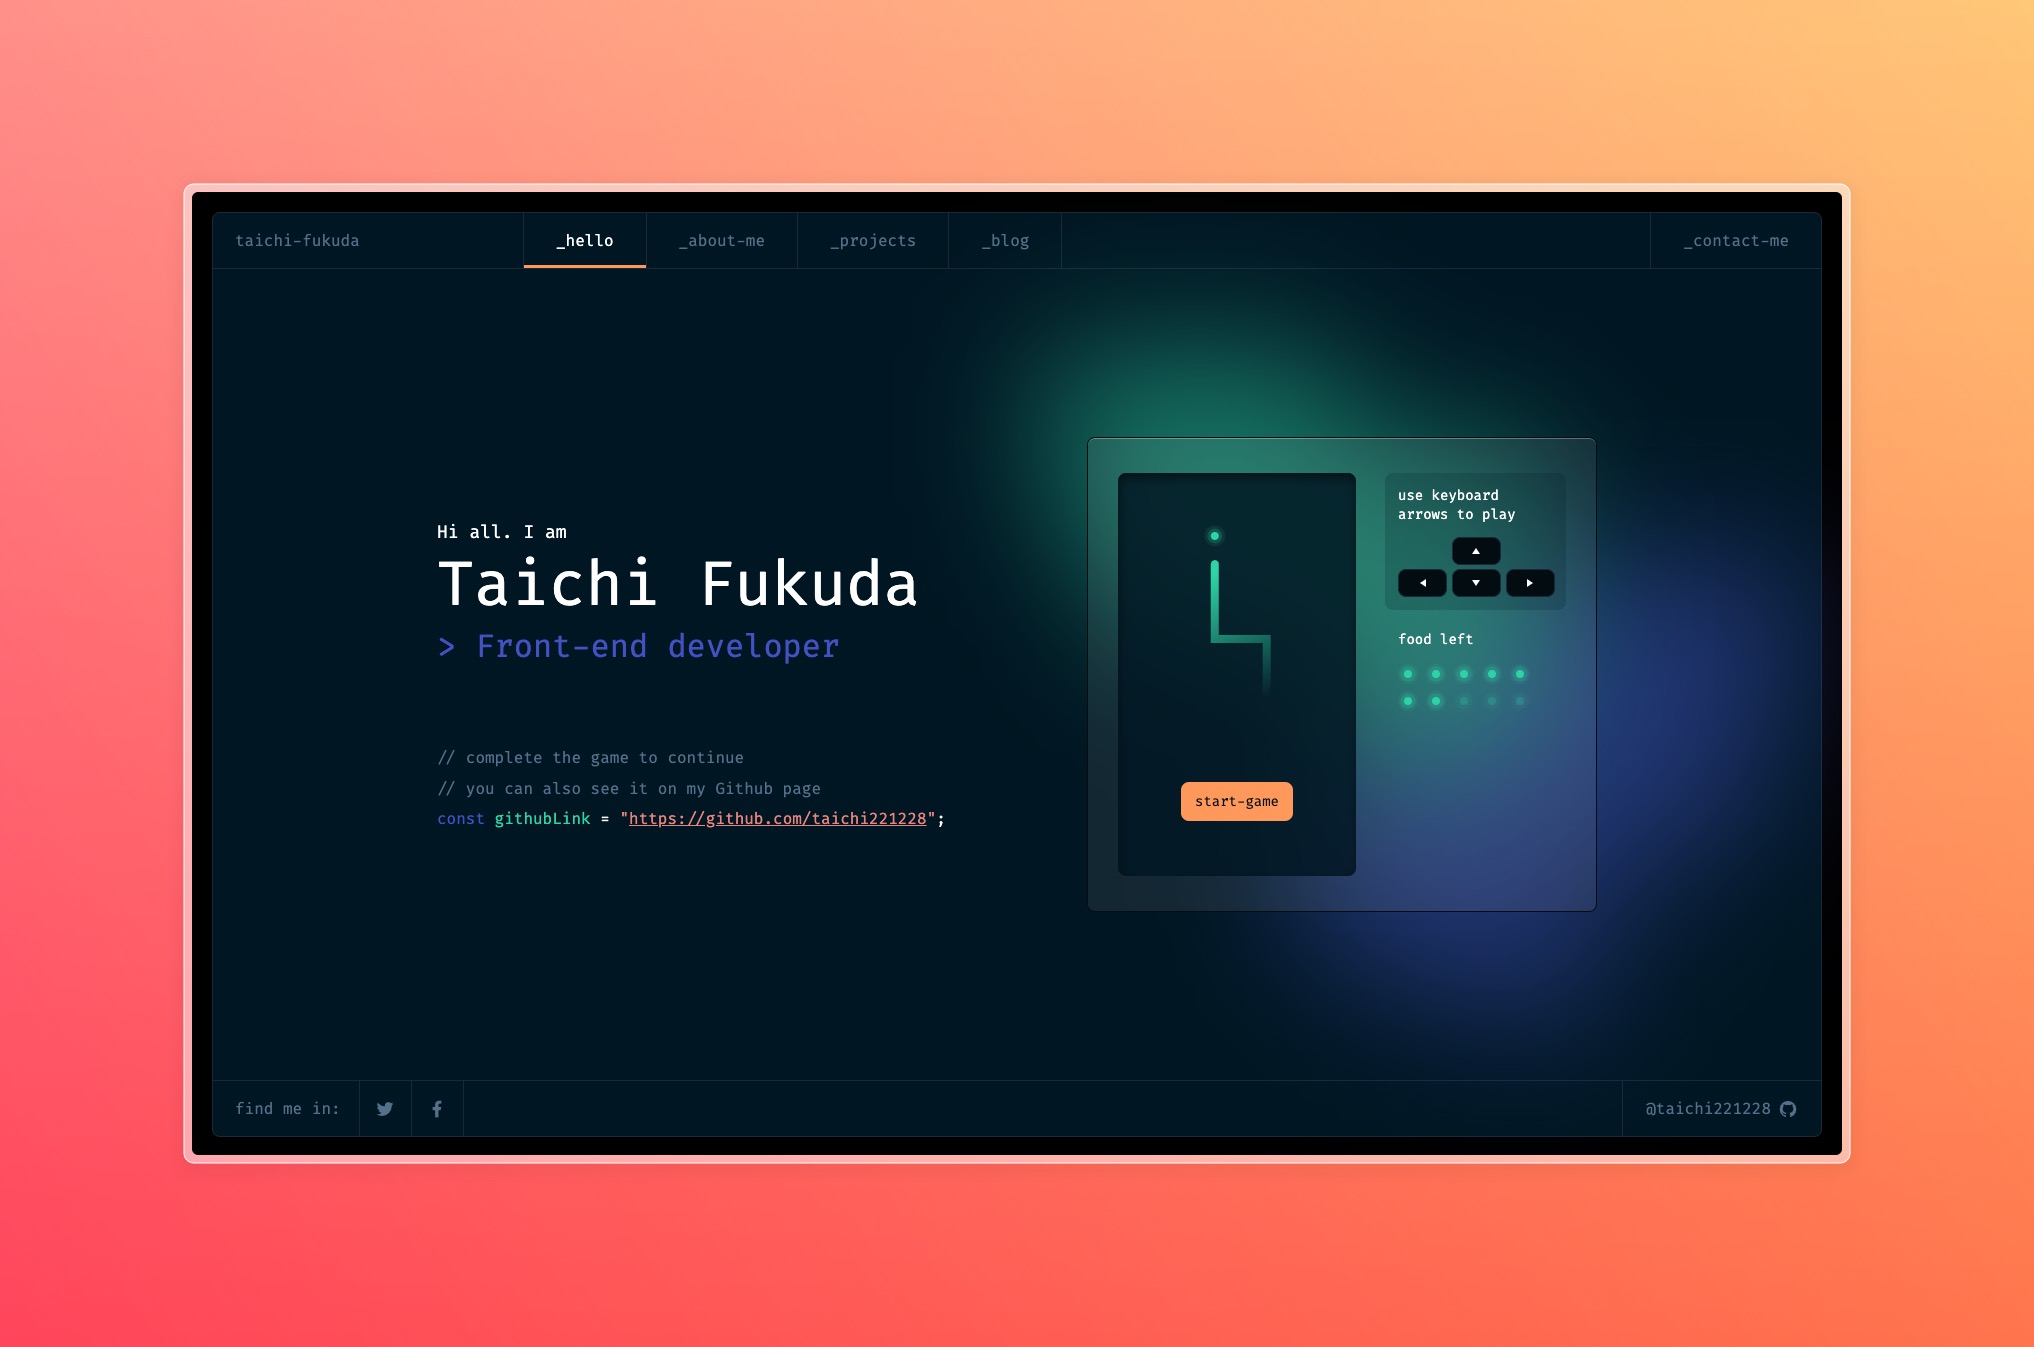 taichi-fukuda
_hello
_about-me
_projects
_blog
_contact-me
Hi all. I am
Taichi Fukuda
> Front-end developer
// complete the game to continue
// you can also see it on my Github page
const githubLink = "https://github.com/taichi221228";
start-game
use keyboard
arrows to play
food left
find me in:
@taichi221228